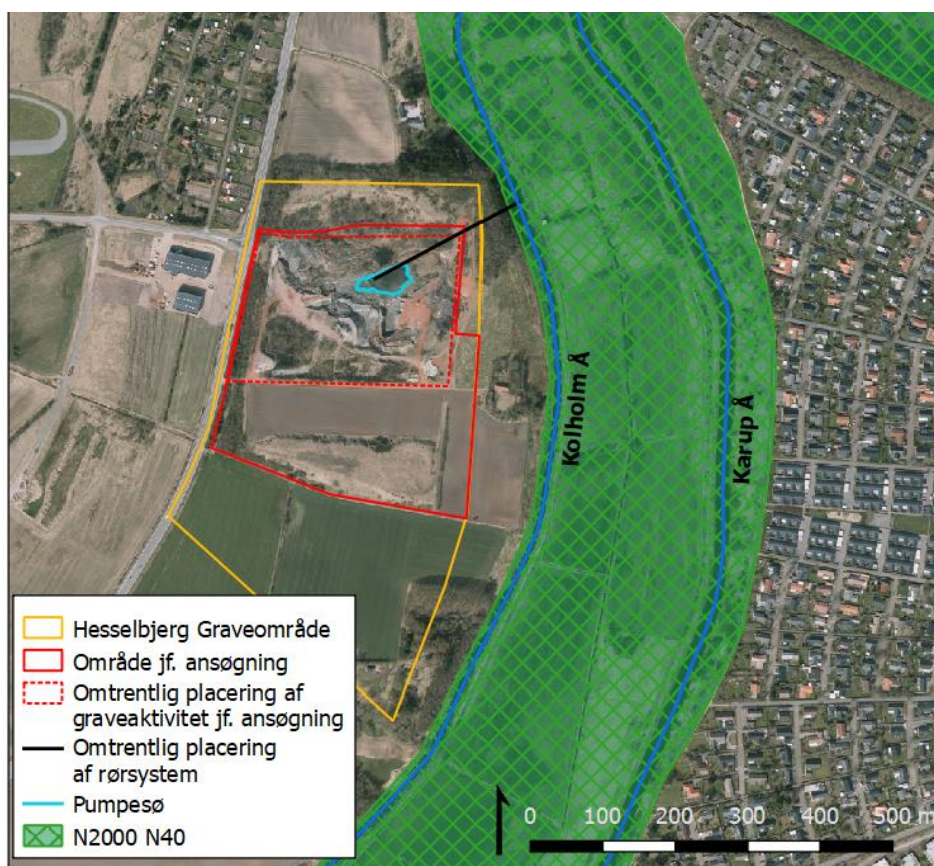 Kolholm Å
Karup Å
Hesselbjerg Graveområde
Område jf. ansøgning
Omtrentlig placering af
graveaktivitet jf. ansøgning
Omtrentlig placering
af rørsystem
Pumpesø
N2000 N40
0 100 200 300 400 500 m